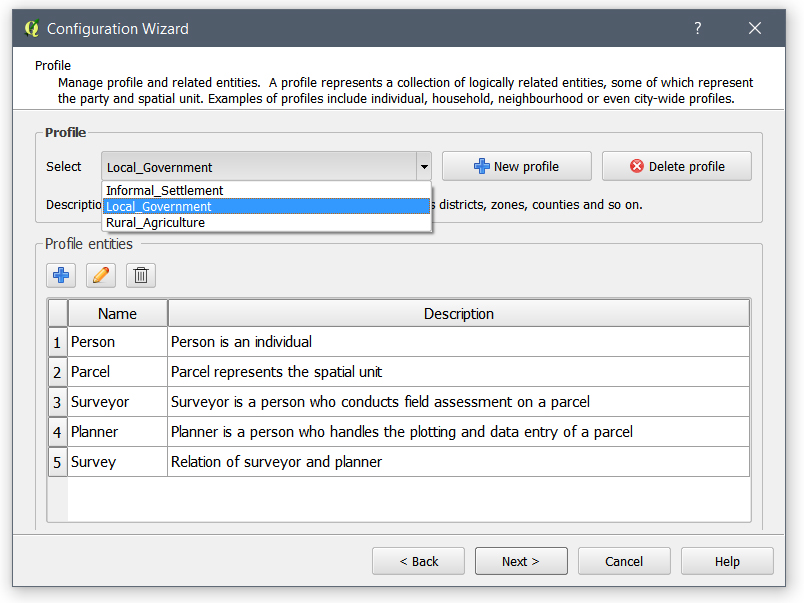 Configuration Wizard ?
Profile
Manage profile and related entities. A profile represents a collection of logically related entities, some of which represent
the party and spatial unit. Examples of profiles include individual, household, neighbourhood or even city-wide profiles.
Profile
Select Local_Government New profile Delete profile
Informal_Settlement
Local_Government
districts, zones, counties and so on.
Rural_Agriculture
Profile entities
Name Description
1 Person Person is an individual
2 Parcel Parcel represents the spatial unit
3 Surveyor Surveyor is a person who conducts field assessment on a parcel
4 Planner Planner is a person who handles the plotting and data entry of a parcel
5 Survey Relation of surveyor and planner
< Back Next > Cancel Help